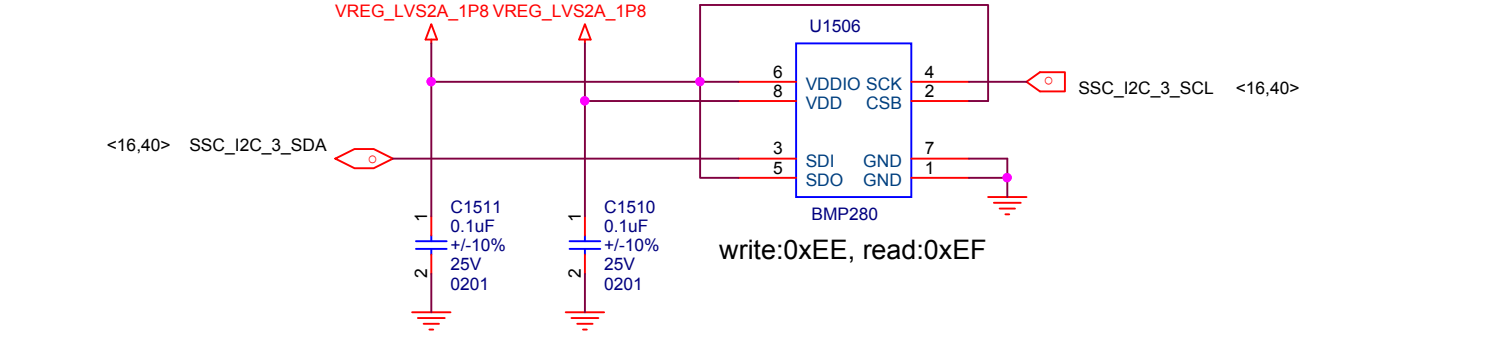 VREG_LVS2A_1P8 VREG_LVS2A_1P8
U1506
6 VDDIO SCK 4
8 VDD CSB 2
SSC_I2C_3_SCL <16,40>
<16,40> SSC_I2C_3_SDA
3 SDI GND 7
5 SDO GND 1
BMP280
write:0xEE, read:0xEF
1
C1511
0.1uF
+/-10%
25V
0201
2
1
C1510
0.1uF
+/-10%
25V
0201
2